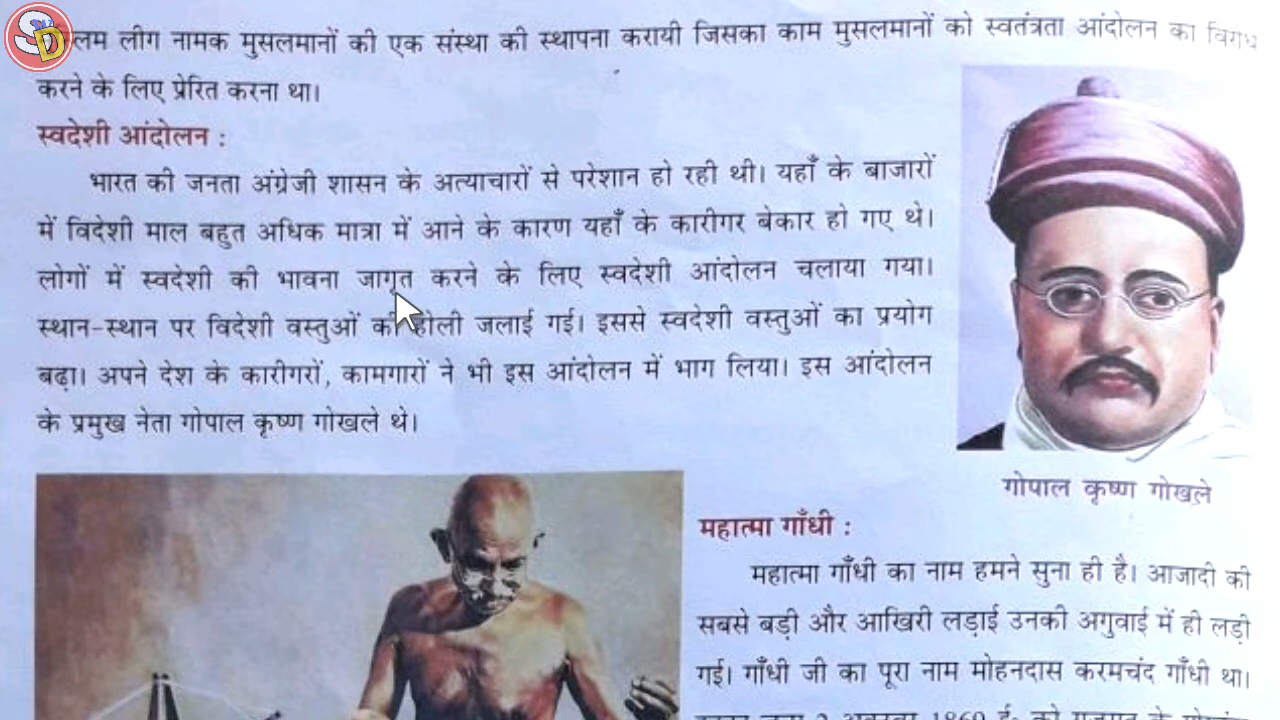 लम लीग नामक मुसलमानों की एक संस्था की स्थापना करायी जिसका काम मुसलमानों को स्वतंत्रता आंदोलन का
करने के लिए प्रेरित करना था।
स्वदेशी आंदोलन :
भारत की जनता अंग्रेजी शासन के अत्याचारों से परेशान हो रही थी। यहाँ के बाजारों
में विदेशी माल बहुत अधिक मात्रा में आने के कारण यहाँ के कारीगर बेकार हो गए थे।
लोगों में स्वदेशी की भावना जागृत करने के लिए स्वदेशी आंदोलन चलाया गया।
स्थान-स्थान पर विदेशी वस्तुओं की होली जलाई गई। इससे स्वदेशी वस्तुओं का प्रयोग
बढ़ा। अपने देश के कारीगरों, कामगारों ने भी इस आंदोलन में भाग लिया। इस आंदोलन
के प्रमुख नेता गोपाल कृष्ण गोखले थे।
गोपाल कृष्ण गोखले
महात्मा गाँधी :
महात्मा गाँधी का नाम हमने सुना ही है। आजादी की
सबसे बड़ी और आखिरी लड़ाई उनकी अगुवाई में ही लड़ी
गई। गाँधी जी का पूरा नाम मोहनदास करमचंद गाँधी था।